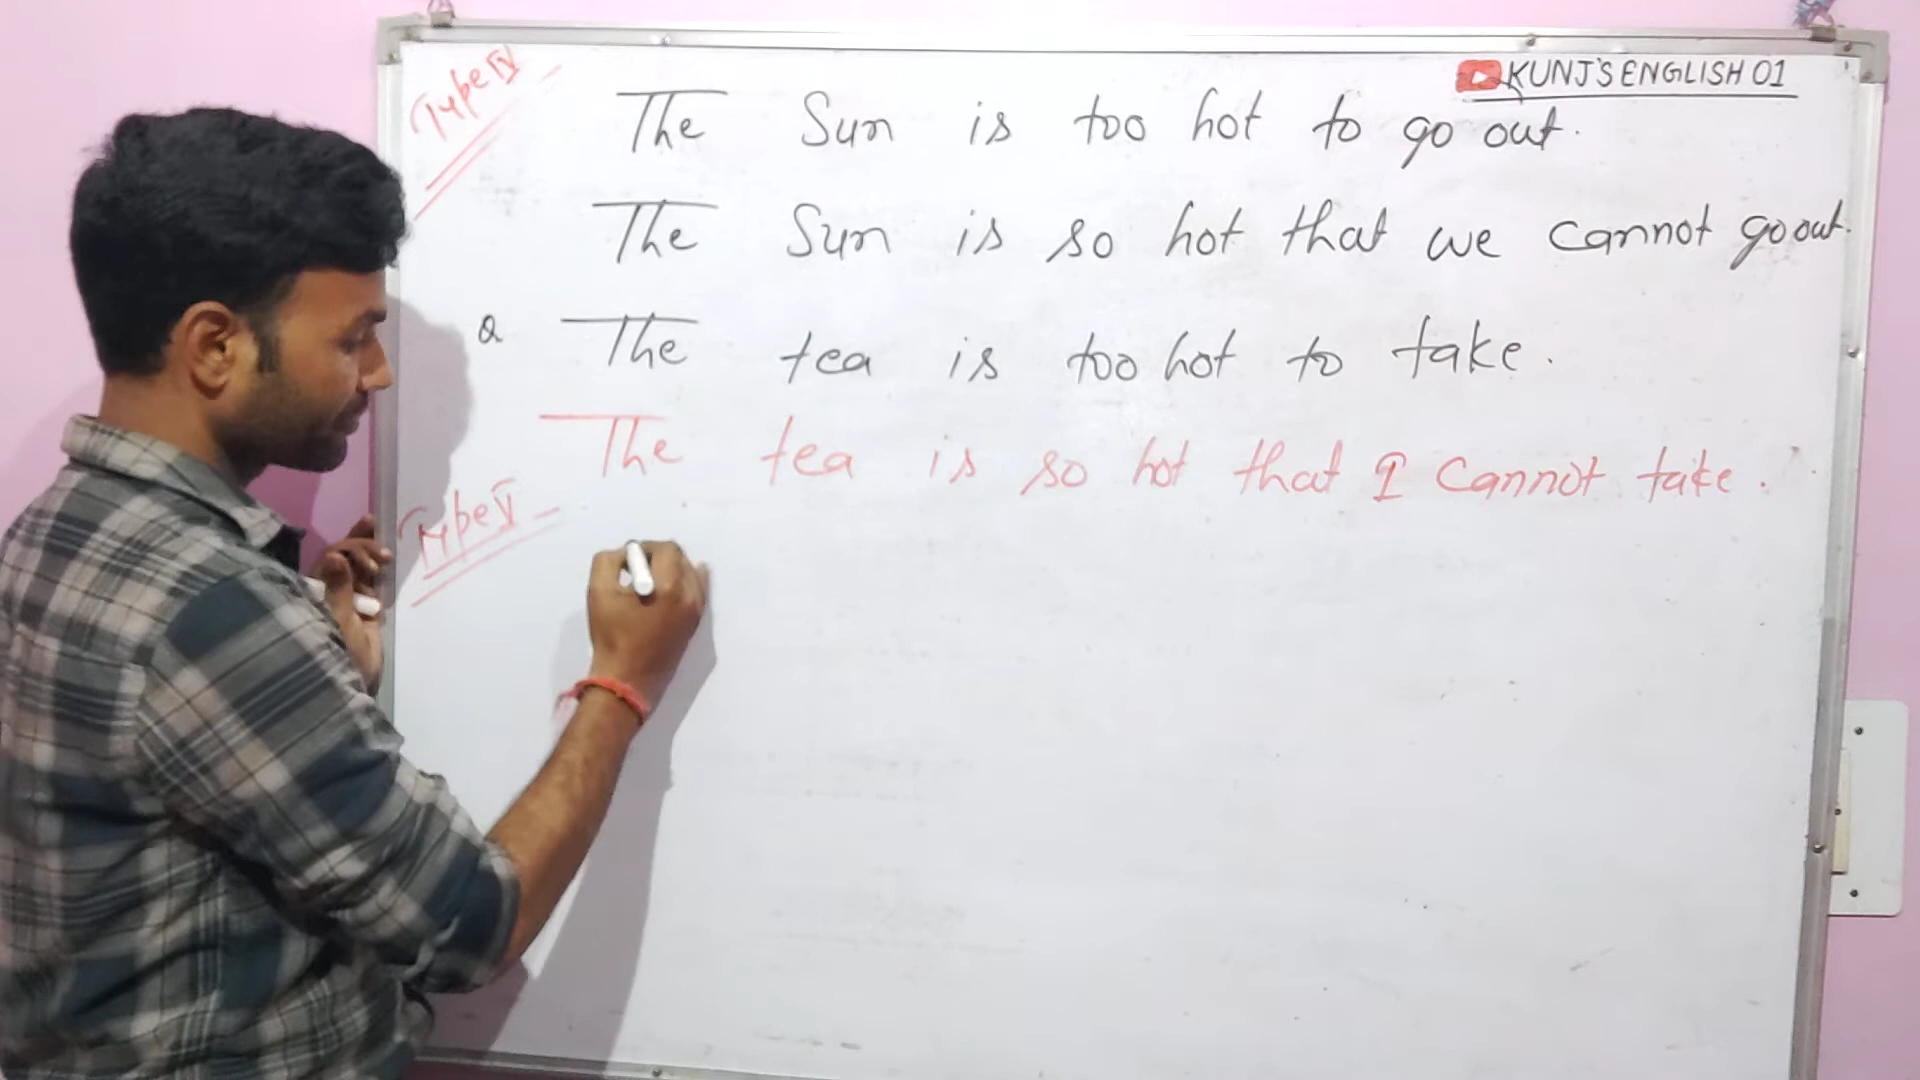 Type IV
KUNJ'S ENGLISH 01
The Sun is too hot to go out.
The Sun is so hot that we cannot go out.
Q The tea is too hot to take.
The tea is so hot that I cannot take.
Type V